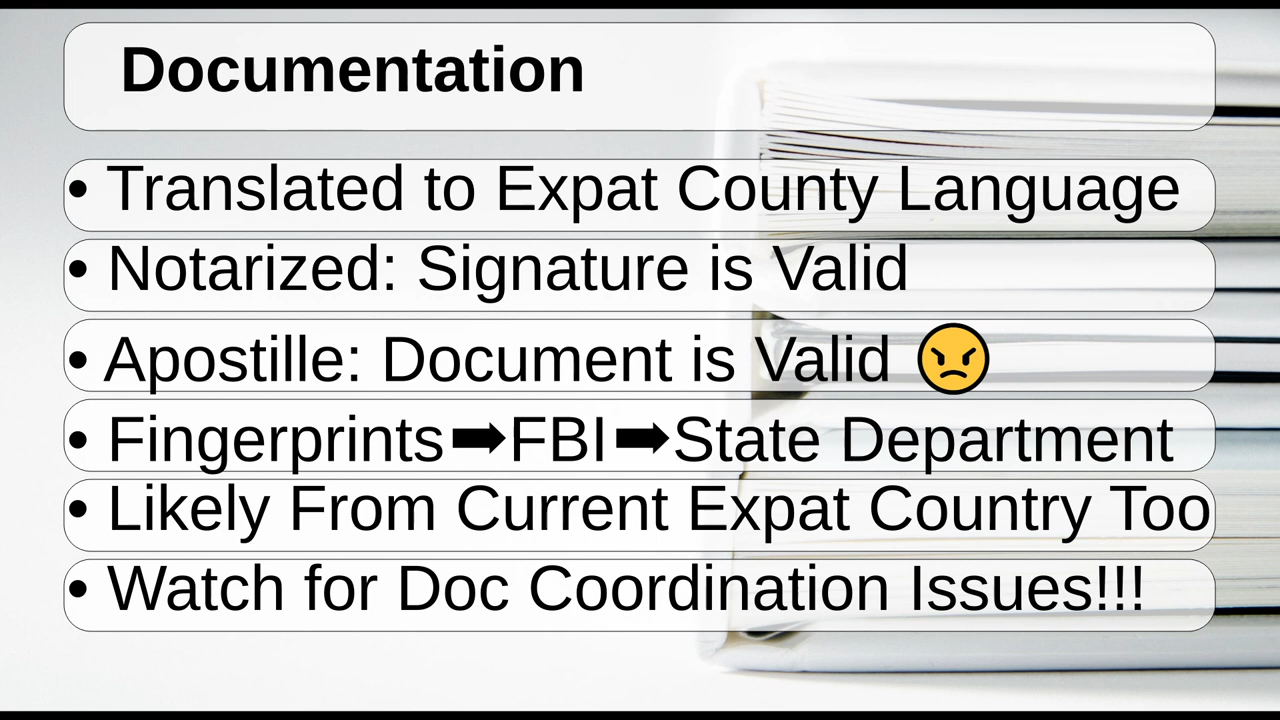 Documentation
• Translated to Expat County Language
• Notarized: Signature is Valid
• Apostille: Document is Valid 😠
• Fingerprints➡FBI➡State Department
• Likely From Current Expat Country Too
• Watch for Doc Coordination Issues!!!